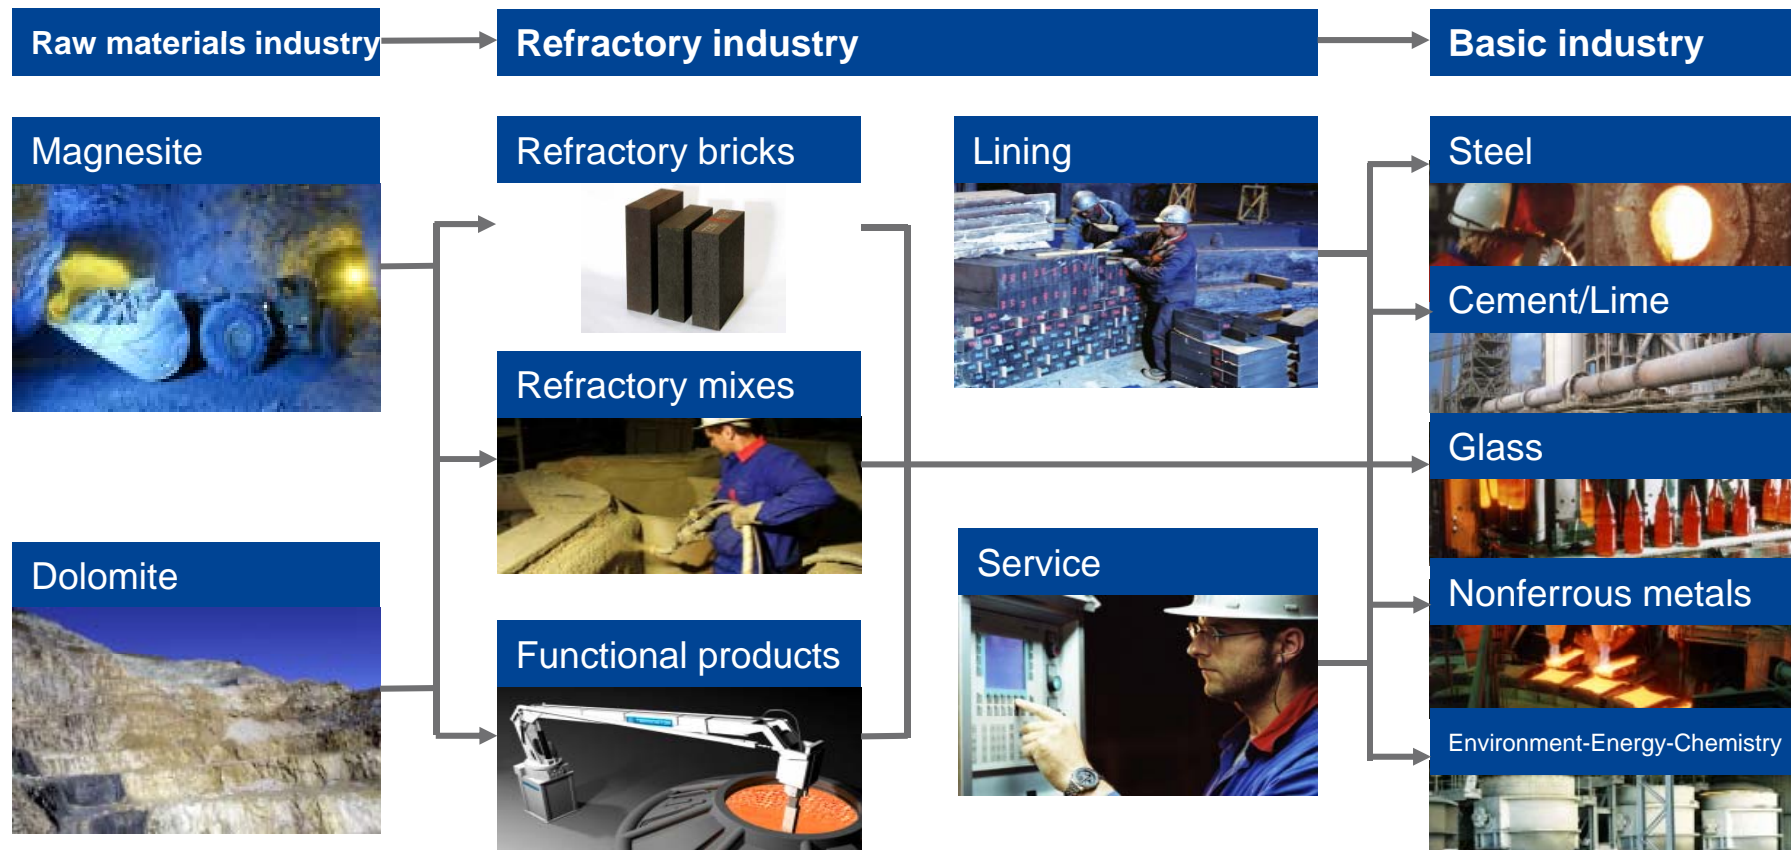 Raw materials industry
Refractory industry
Basic industry
Magnesite
Refractory bricks
Lining
Steel
Cement/Lime
Refractory mixes
Glass
Dolomite
Service
Nonferrous metals
Functional products
Environment-Energy-Chemistry